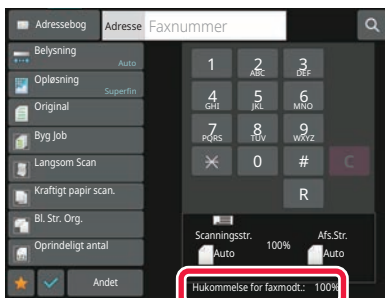 Adressebog
Adresse
Faxnummer
Belysning
Auto
Opløsning
Superfin
Original
Byg Job
Langsom Scan
Kraftigt papir scan.
Bl. Str. Org.
Oprindeligt antal
Andet
1
2
ABC
3
DEF
4
GHI
5
JKL
6
MNO
7
PQRS
8
TUV
9
WXYZ
0
#
C
R
Scanningsstr.
Auto
100%
Afs.Str.
Auto
Hukommelse for faxmodt.: 100%